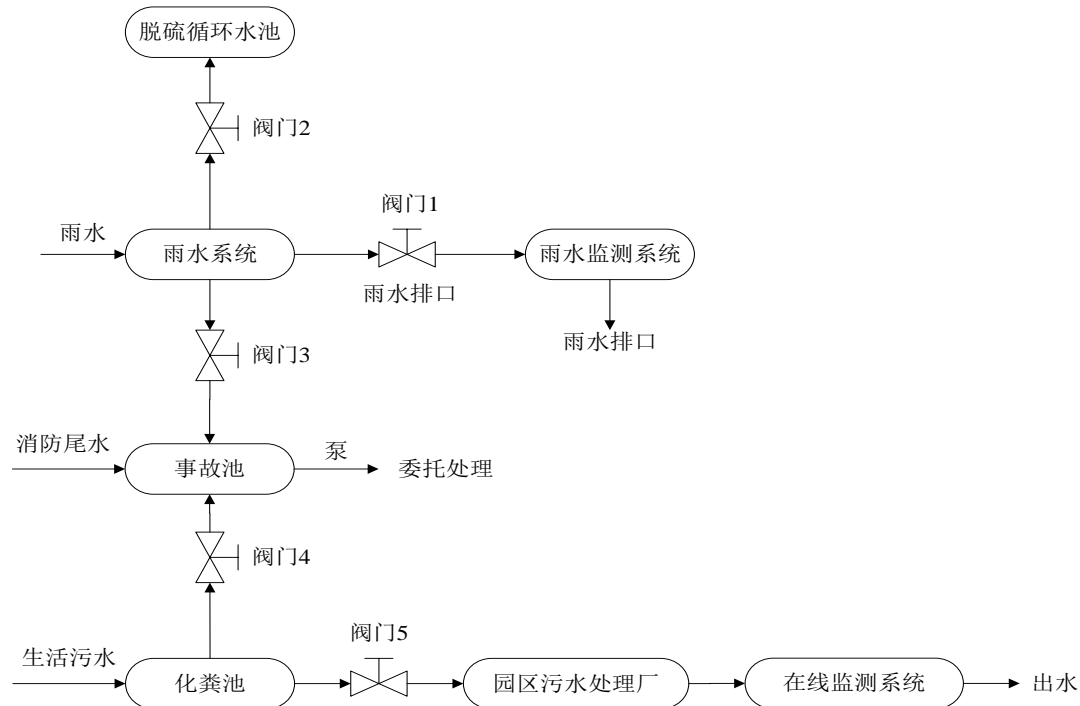 脱硫循环水池
阀门2
阀门1
雨水
雨水系统
雨水监测系统
雨水排口
雨水排口
阀门3
消防尾水
泵
事故池
委托处理
阀门4
阀门5
生活污水
化粪池
园区污水处理厂
在线监测系统
出水